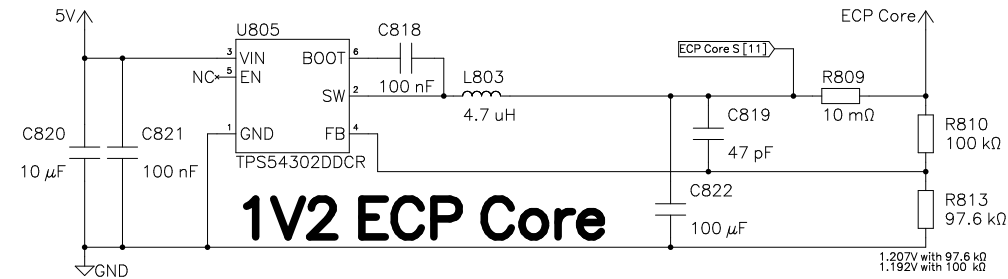 5V
U805
C818
ECP Core
3 VIN
BOOT 6
ECP Core S [11]
NC 5 EN
100 nF
L803
R809
SW 2
4.7 uH
10 mΩ
C819
C820
C821
1 GND
FB 4
R810
100 kΩ
10 µF
100 nF
TPS54302DDCR
47 pF
C822
R813
1V2 ECP Core
100 µF
97.6 kΩ
GND
1.207V with 97.6 kΩ
1.192V with 100 kΩ